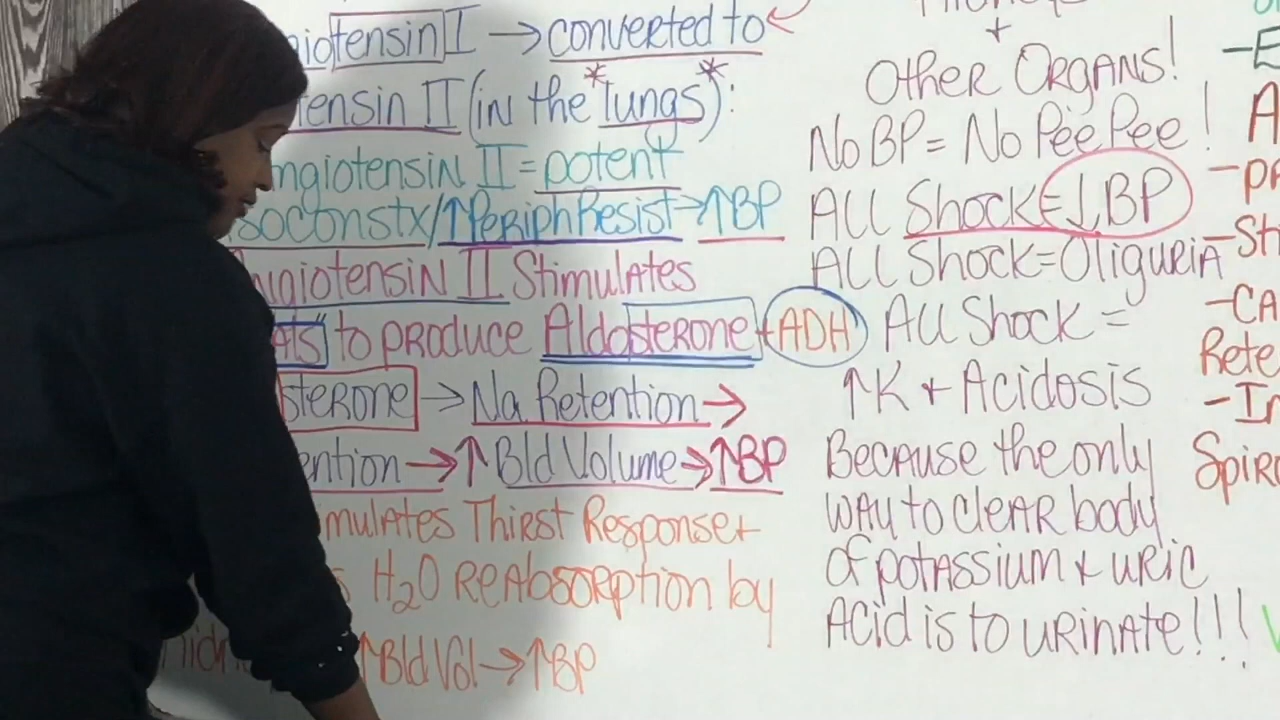 giotensin I → converted to
tensin II (in the *lungs*):
ngiotensin II = potent
soconstx/↑Periph Resist → ↑BP
ngiotensin II Stimulates
to produce Aldosterone + ADH
sterone → Na Retention →
ention → ↑ Bld Volume → ↑BP
mulates Thirst Response +
s H2O Reabsorption by
↑Bld Vol → ↑BP
+
Other Organs!
No BP = No Pee Pee!
All Shock = ↓BP
All Shock = Oliguria
All Shock =
↑K + Acidosis
Because the only
way to clear body
of potassium & uric
Acid is to urinate!!!
-E
A
-pr
-St
-CA
Rete
-In
Spir